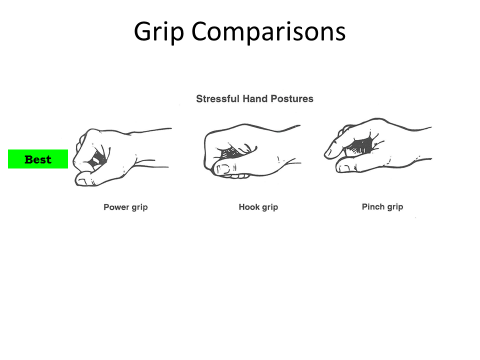 Grip Comparisons
Stressful Hand Postures
Best
Power grip
Hook grip
Pinch grip